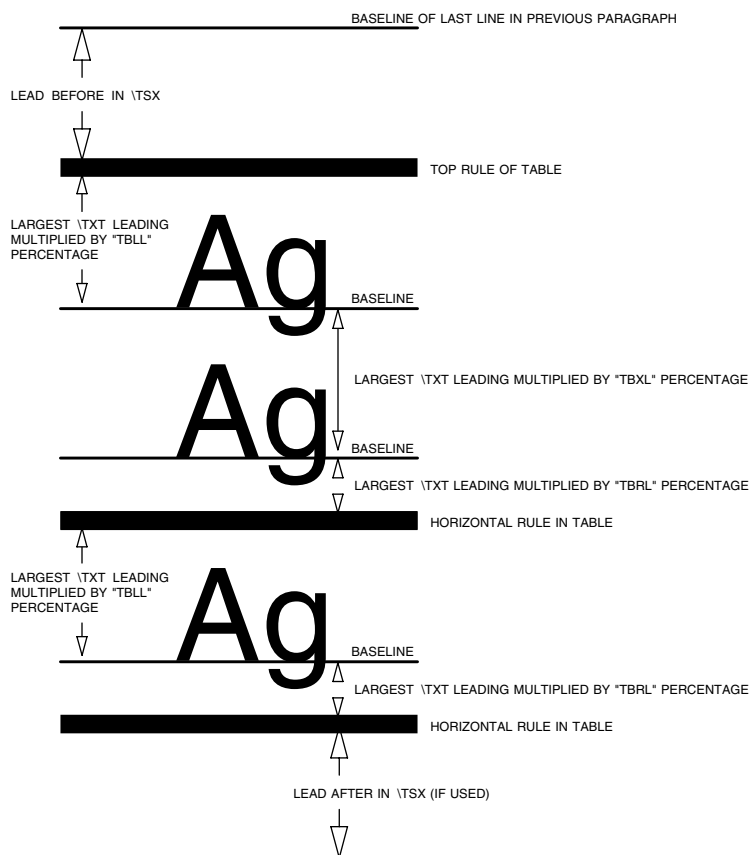 BASELINE OF LAST LINE IN PREVIOUS PARAGRAPH
LEAD BEFORE IN \TSX
TOP RULE OF TABLE
LARGEST \TXT LEADING
MULTIPLIED BY "TBLL"
PERCENTAGE
Ag
BASELINE
LARGEST \TXT LEADING MULTIPLIED BY "TBXL" PERCENTAGE
Ag
BASELINE
LARGEST \TXT LEADING MULTIPLIED BY "TBRL" PERCENTAGE
HORIZONTAL RULE IN TABLE
LARGEST \TXT LEADING
MULTIPLIED BY "TBLL"
PERCENTAGE
Ag
BASELINE
LARGEST \TXT LEADING MULTIPLIED BY "TBRL" PERCENTAGE
HORIZONTAL RULE IN TABLE
LEAD AFTER IN \TSX (IF USED)